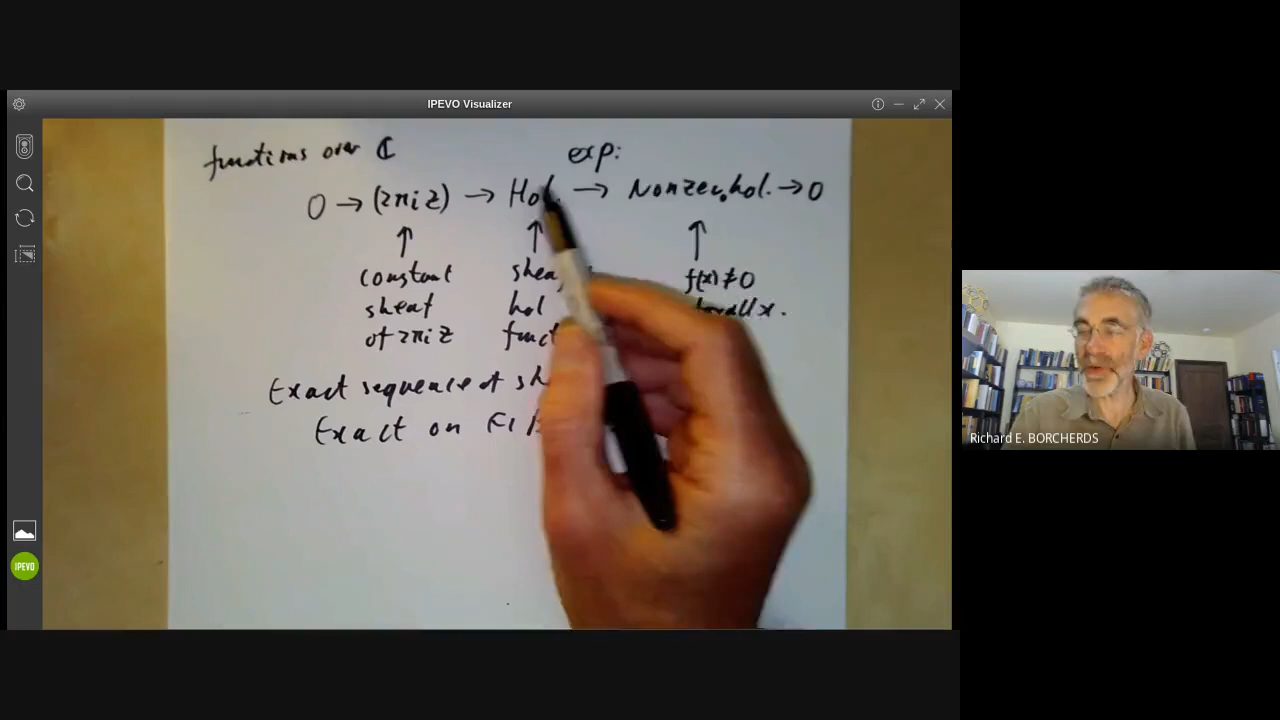 IPEVO Visualizer
functions over ℂ
exp:
0 → (2πiZ) → Hol. → Nonzero hol. → 0
↑ ↑ ↑
constant f(x) ≠ 0
sheaf hol x.
of 2πiZ
Exact sequence of
Exact on
IPEVO
Richard E. BORCHERDS